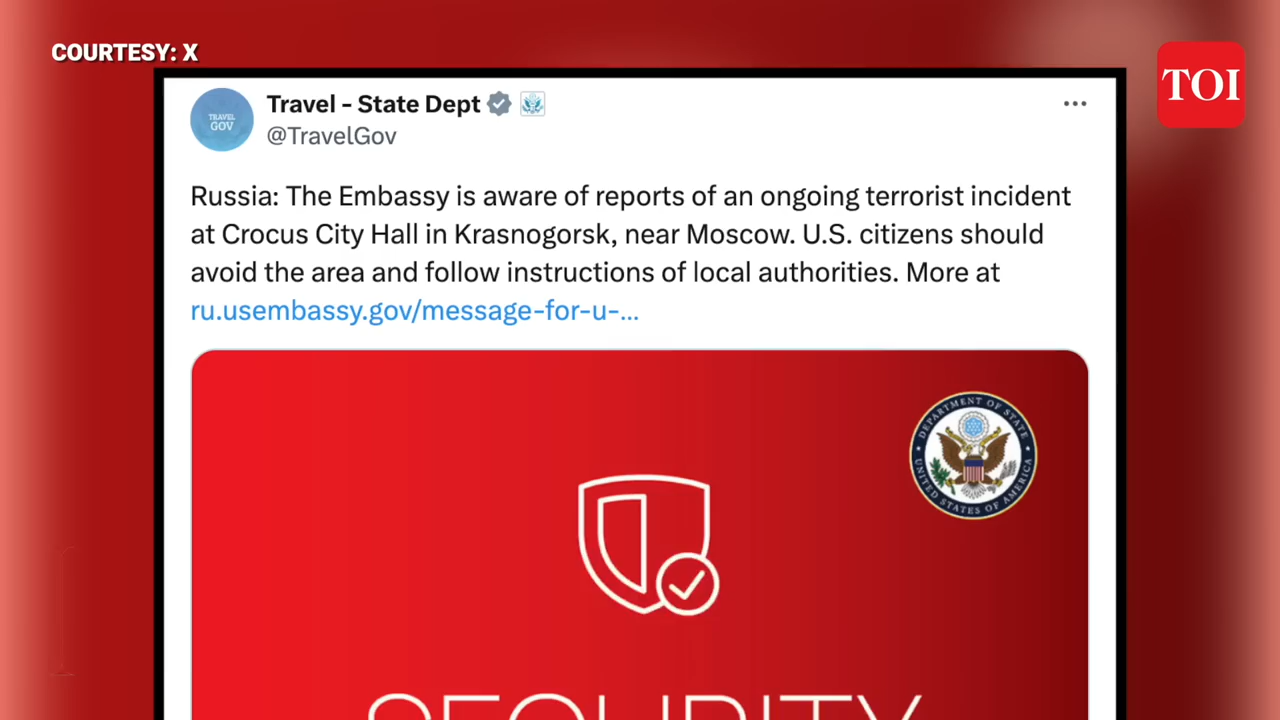 COURTESY: X
TOI
Travel - State Dept
@TravelGov
TRAVEL
GOV
Russia: The Embassy is aware of reports of an ongoing terrorist incident
at Crocus City Hall in Krasnogorsk, near Moscow. U.S. citizens should
avoid the area and follow instructions of local authorities. More at
ru.usembassy.gov/message-for-u-...
DEPARTMENT OF STATE
UNITED STATES OF AMERICA
SECURITY